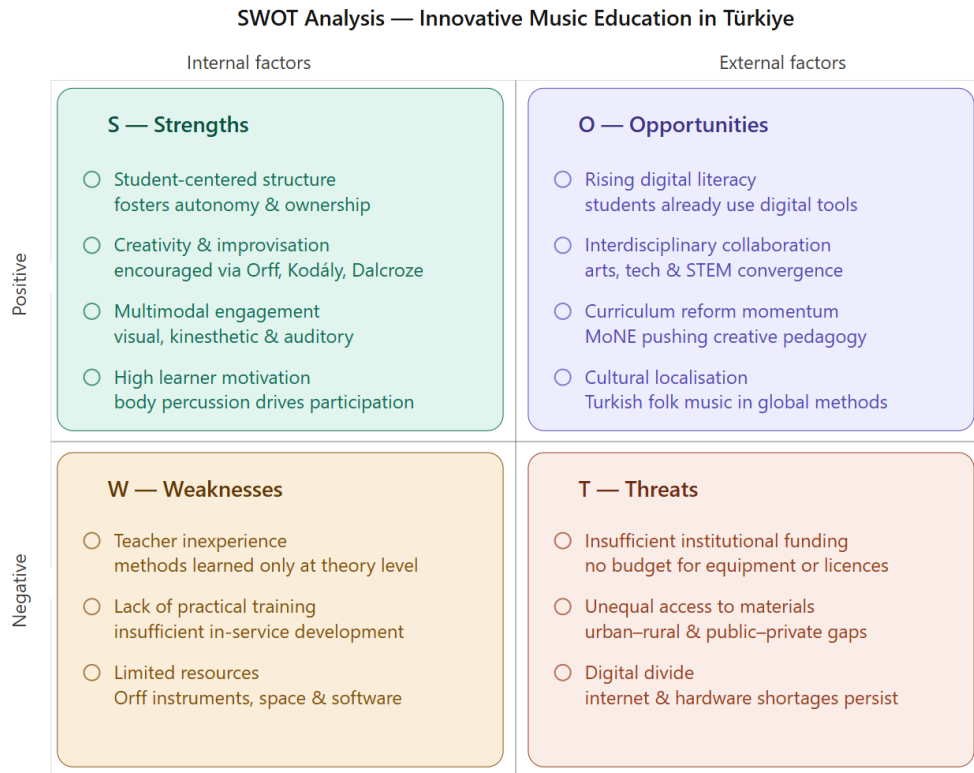 SWOT Analysis — Innovative Music Education in Türkiye
Internal factors
External factors
Positive
S — Strengths
Student-centered structure
fosters autonomy & ownership
Creativity & improvisation
encouraged via Orff, Kodály, Dalcroze
Multimodal engagement
visual, kinesthetic & auditory
High learner motivation
body percussion drives participation
O — Opportunities
Rising digital literacy
students already use digital tools
Interdisciplinary collaboration
arts, tech & STEM convergence
Curriculum reform momentum
MoNE pushing creative pedagogy
Cultural localisation
Turkish folk music in global methods
Negative
W — Weaknesses
Teacher inexperience
methods learned only at theory level
Lack of practical training
insufficient in-service development
Limited resources
Orff instruments, space & software
T — Threats
Insufficient institutional funding
no budget for equipment or licences
Unequal access to materials
urban–rural & public–private gaps
Digital divide
internet & hardware shortages persist